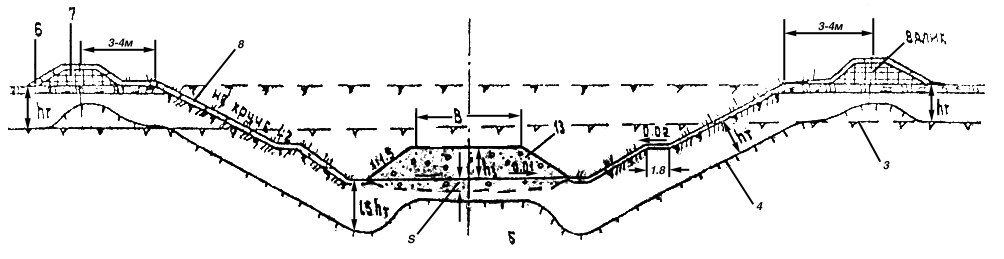 6
7
3-4м
8
3-4м
валик
hт
не круче 1:2
В
13
0.02
hт
hт
1:1.5
h1
0.01
3
1.8
1.5hт
4
S
Б